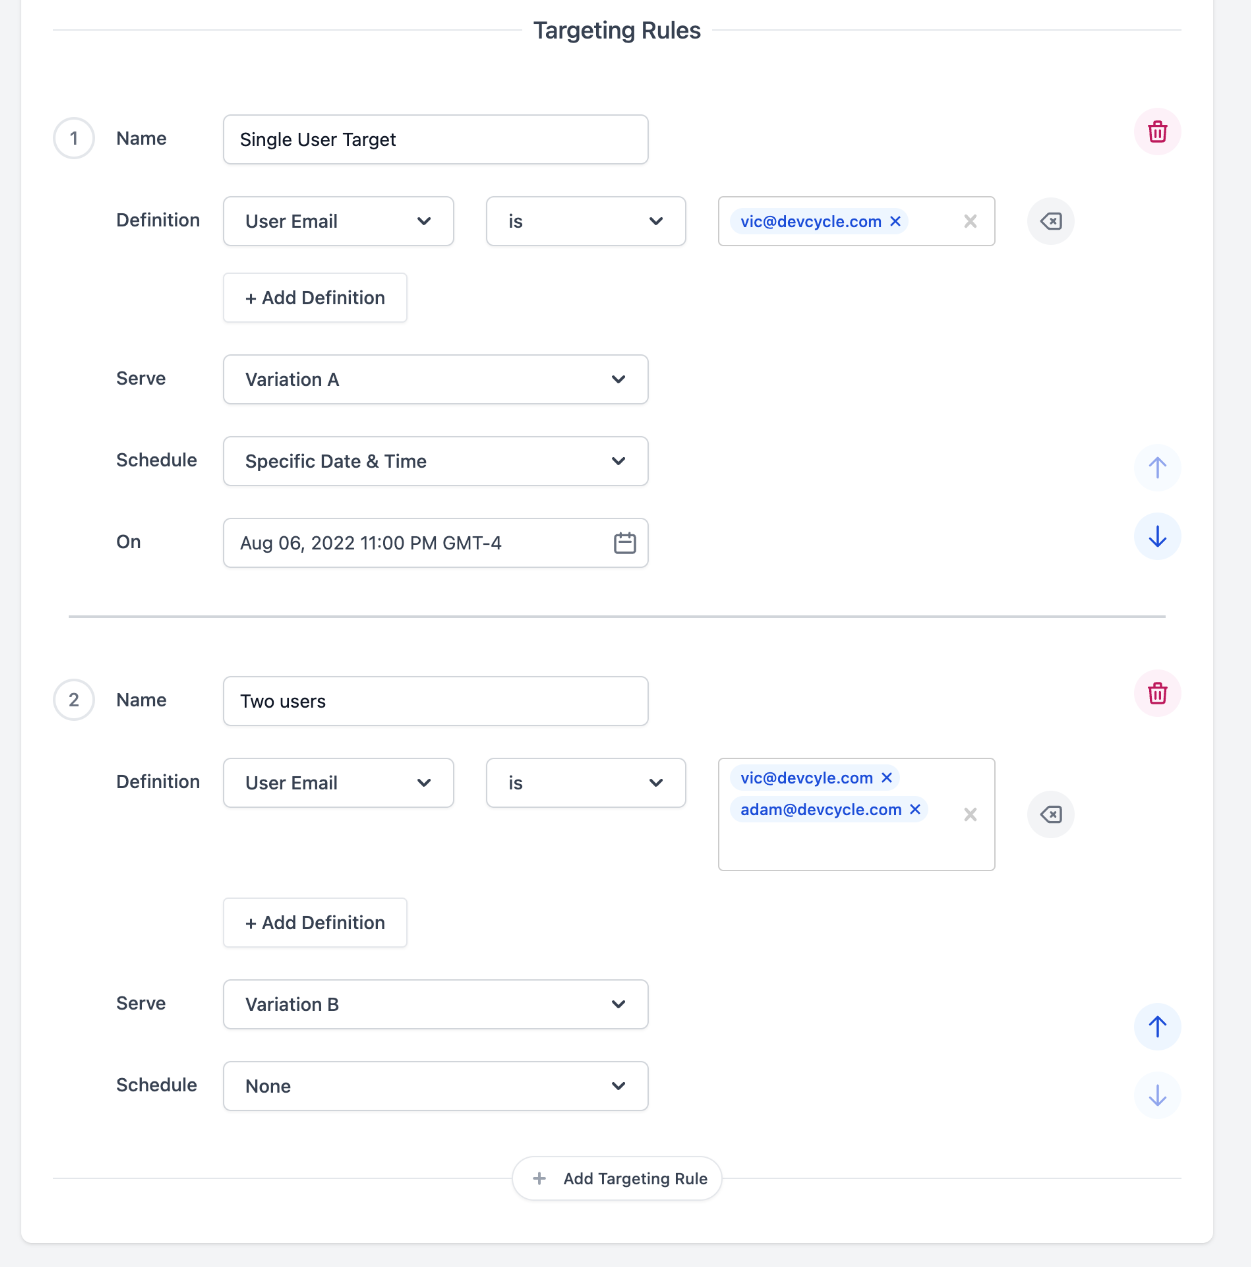 Targeting Rules
1 Name Single User Target
Definition User Email is vic@devcycle.com
+ Add Definition
Serve Variation A
Schedule Specific Date & Time
On Aug 06, 2022 11:00 PM GMT-4
2 Name Two users
Definition User Email is vic@devcyle.com
adam@devcycle.com
+ Add Definition
Serve Variation B
Schedule None
+ Add Targeting Rule